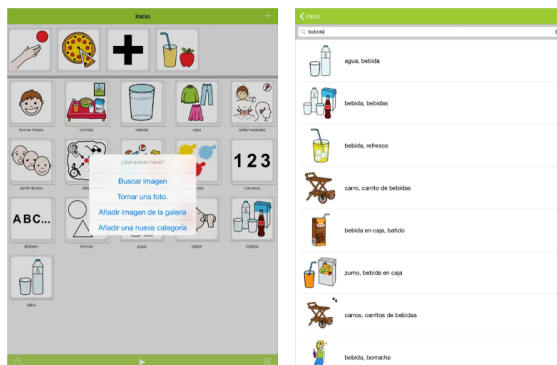 Inicio
formar frases
comida
bebida
ropa
enfermedades
¿Qué quieres hacer?
Buscar imagen
Tomar una foto.
Añadir imagen de la galería
Añadir una nueva categoría
sentimientos
1 2 3
números
ABC...
alfabeto
formas
agua
beber
bebida
agua
Inicio
bebida
agua, bebida
bebida, bebidas
bebida, refresco
carro, carrito de bebidas
bebida en caja, batido
zumo, bebida en caja
carros, carritos de bebidas
bebida, borracho